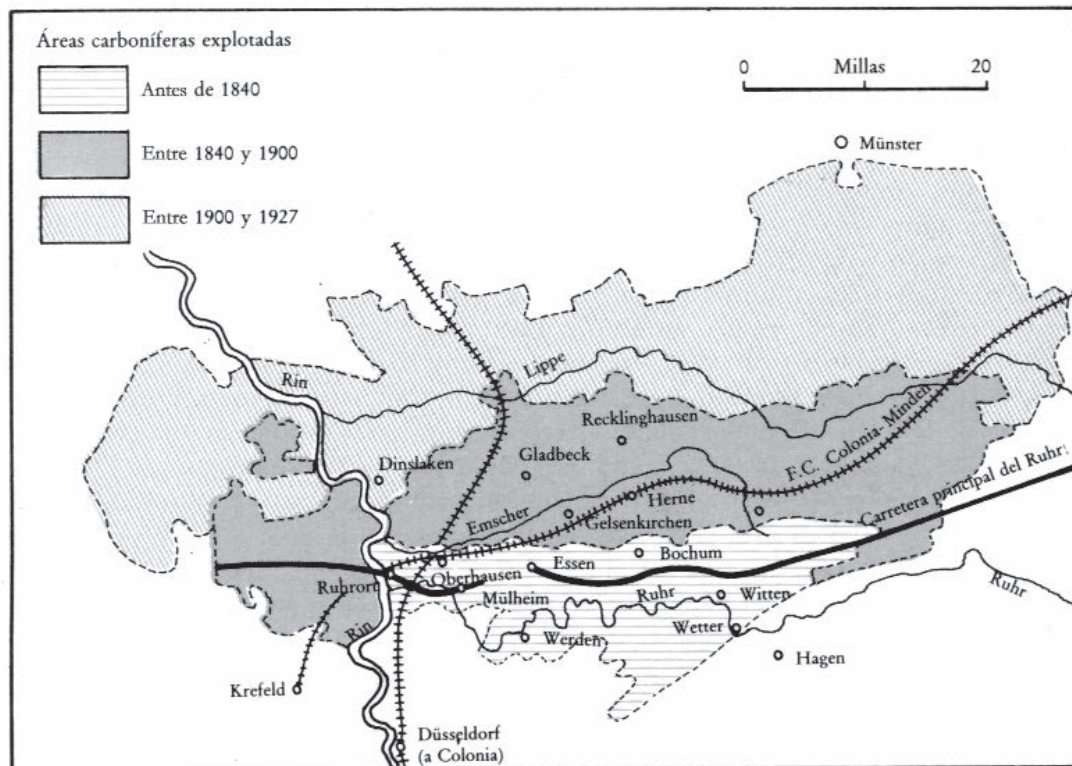 Áreas carboníferas explotadas
Antes de 1840
Entre 1840 y 1900
Entre 1900 y 1927
0 Millas 20
Münster
Rin
Lippe
Recklinghausen
Dinslaken
Gladbeck
F.C. Colonia-Minden
Emscher
Herne
Gelsenkirchen
Carretera principal del Ruhr
Bochum
Essen
Oberhausen
Ruhrort
Mülheim
Ruhr
Witten
Ruhr
Rin
Werden
Wetter
Hagen
Krefeld
Düsseldorf
(a Colonia)